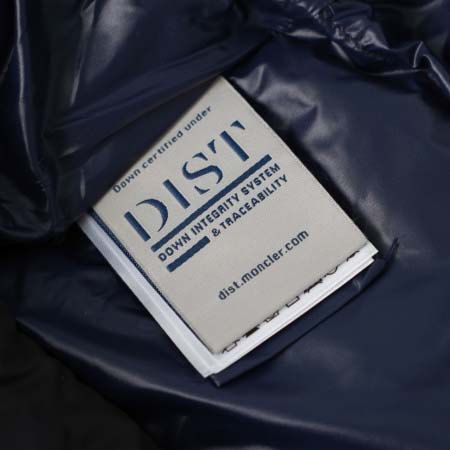 Down certified under
DIST
DOWN INTEGRITY SYSTEM
& TRACEABILITY
dist.moncler.com